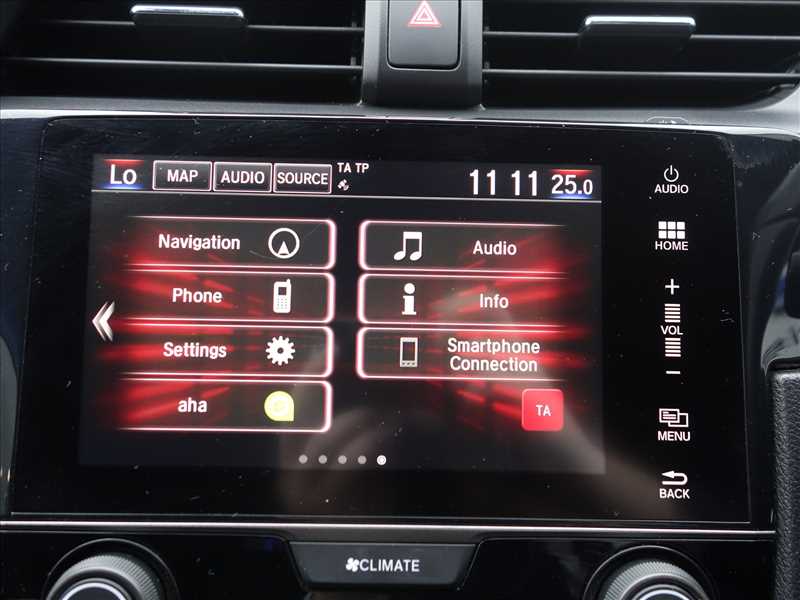 Lo MAP AUDIO SOURCE TA TP 11 11 25.0
AUDIO
Navigation Audio
HOME
Phone Info
+
VOL
-
Settings Smartphone
Connection
aha TA
MENU
BACK
CLIMATE